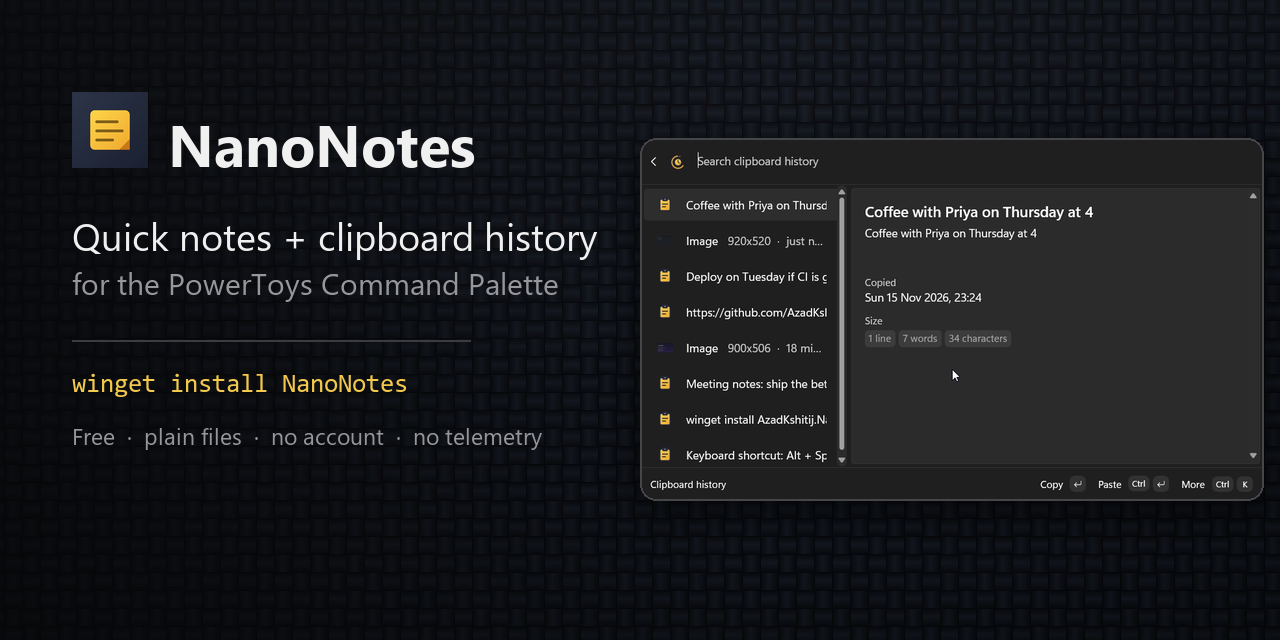 NanoNotes
Quick notes + clipboard history
for the PowerToys Command Palette
winget install NanoNotes
Free · plain files · no account · no telemetry
Search clipboard history
Coffee with Priya on Thursd
Image 920x520 · just n...
Deploy on Tuesday if CI is g
https://github.com/AzadKsl
Image 900x506 · 18 mi...
Meeting notes: ship the bet
winget install AzadKshitij.Na
Keyboard shortcut: Alt + Sp
Coffee with Priya on Thursday at 4
Coffee with Priya on Thursday at 4
Copied
Sun 15 Nov 2026, 23:24
Size
1 line 7 words 34 characters
Clipboard history
Copy Paste Ctrl More Ctrl K